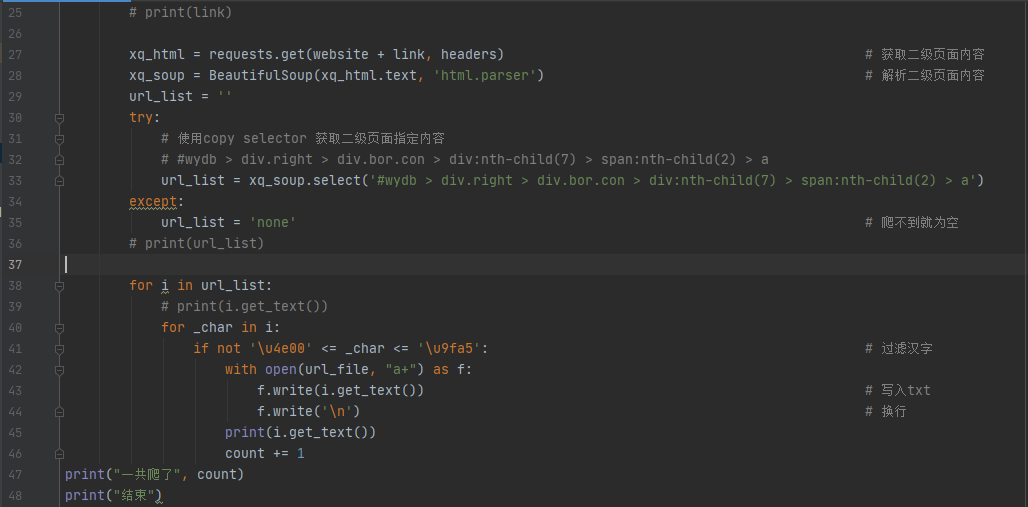 25 # print(link)
26
27 xq_html = requests.get(website + link, headers) # 获取二级页面内容
28 xq_soup = BeautifulSoup(xq_html.text, 'html.parser') # 解析二级页面内容
29 url_list = ''
30 try:
31 # 使用copy selector 获取二级页面指定内容
32 # #wydb > div.right > div.bor.con > div:nth-child(7) > span:nth-child(2) > a
33 url_list = xq_soup.select('#wydb > div.right > div.bor.con > div:nth-child(7) > span:nth-child(2) > a')
34 except:
35 url_list = 'none' # 爬不到就为空
36 # print(url_list)
37
38 for i in url_list:
39 # print(i.get_text())
40 for _char in i:
41 if not '\u4e00' <= _char <= '\u9fa5': # 过滤汉字
42 with open(url_file, "a+") as f:
43 f.write(i.get_text()) # 写入txt
44 f.write('\n') # 换行
45 print(i.get_text())
46 count += 1
47 print("一共爬了", count)
48 print("结束")